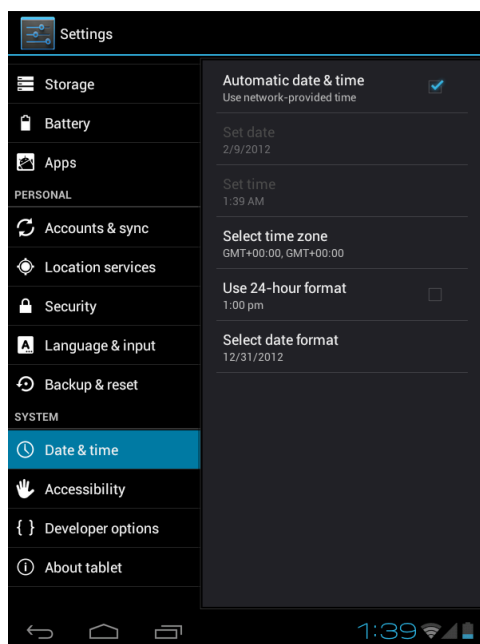 Settings
Storage
Battery
Apps
PERSONAL
Accounts & sync
Location services
Security
Language & input
Backup & reset
SYSTEM
Date & time
Accessibility
{ } Developer options
About tablet
Automatic date & time
Use network-provided time
Set date
2/9/2012
Set time
1:39 AM
Select time zone
GMT+00:00, GMT+00:00
Use 24-hour format
1:00 pm
Select date format
12/31/2012
1:39